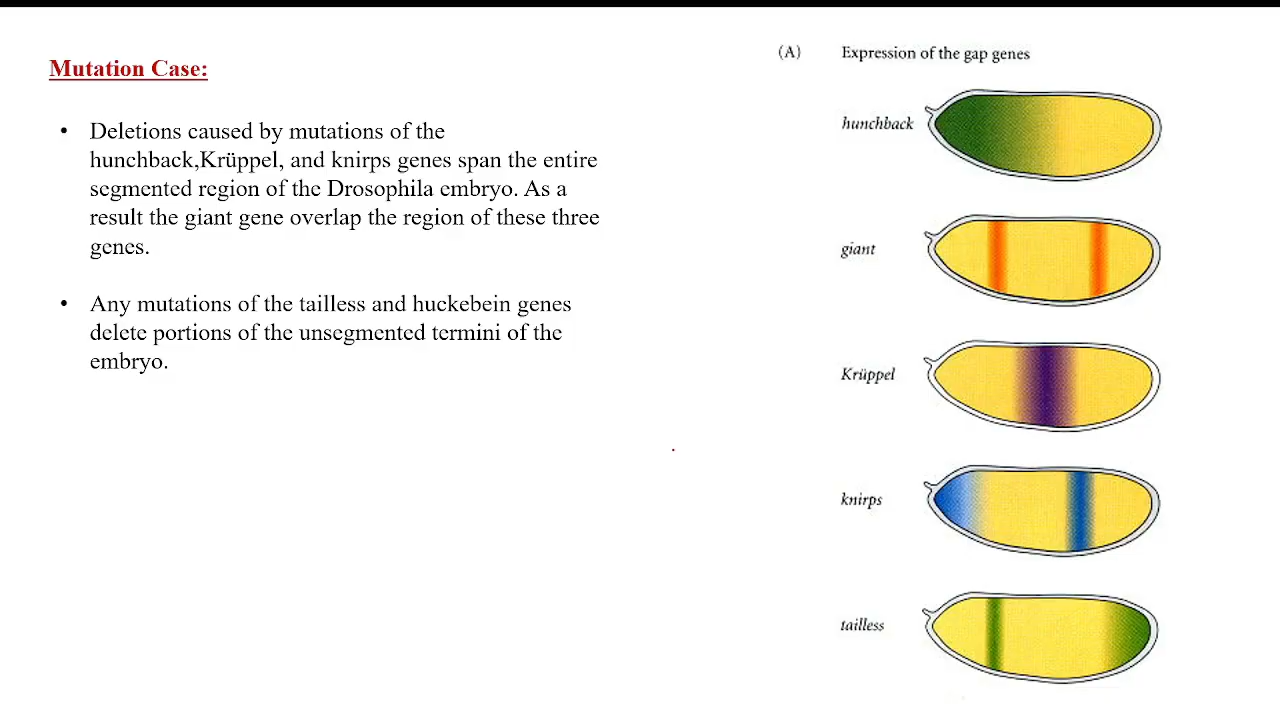 Mutation Case:
• Deletions caused by mutations of the
hunchback,Krüppel, and knirps genes span the entire
segmented region of the Drosophila embryo. As a
result the giant gene overlap the region of these three
genes.
• Any mutations of the tailless and huckebein genes
delete portions of the unsegmented termini of the
embryo.
(A) Expression of the gap genes
hunchback
giant
Krüppel
knirps
tailless